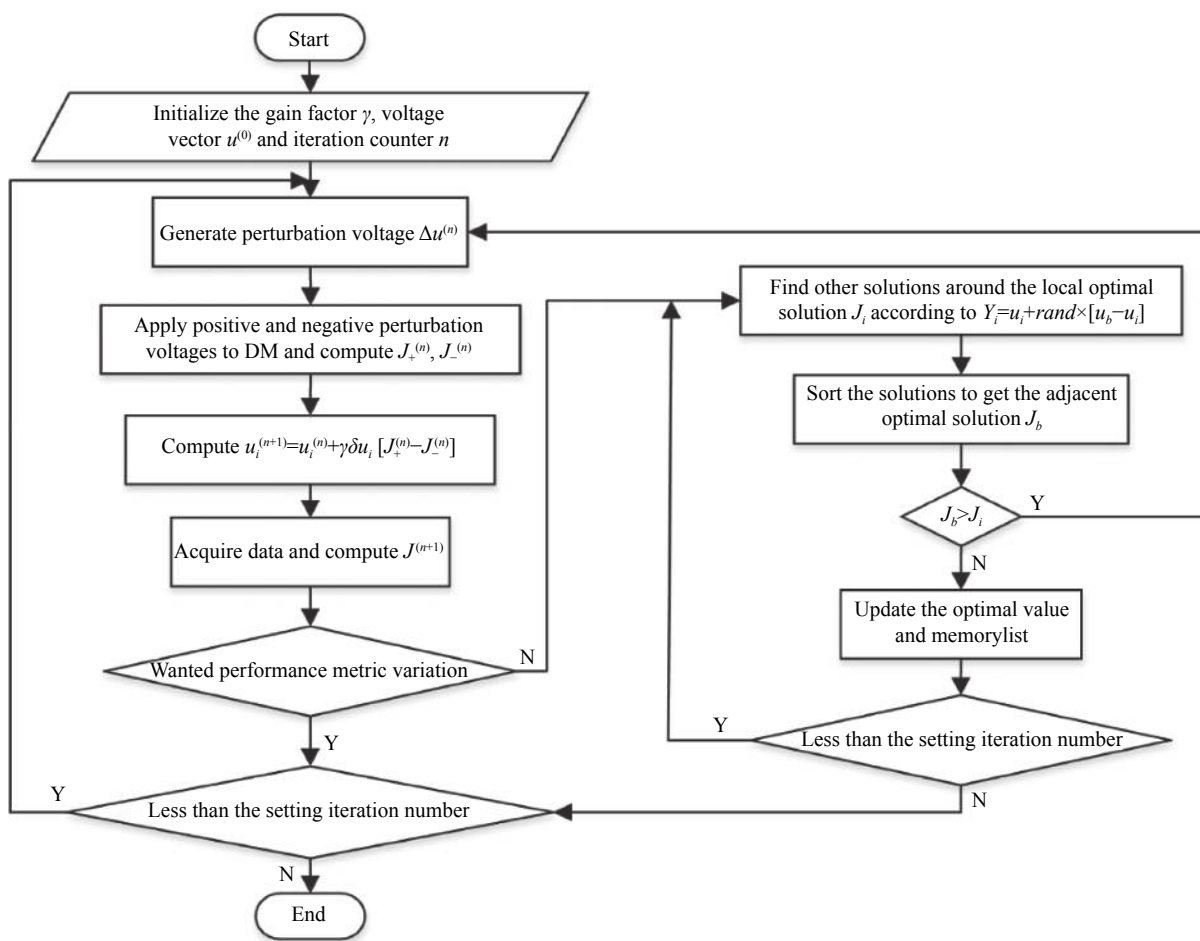 Start
Initialize the gain factor γ, voltage
vector u⁽⁰⁾ and iteration counter n
Generate perturbation voltage Δu⁽ⁿ⁾
Apply positive and negative perturbation
voltages to DM and compute J₊⁽ⁿ⁾, J₋⁽ⁿ⁾
Compute uᵢ⁽ⁿ⁺¹⁾=uᵢ⁽ⁿ⁾+γδuᵢ [J₊⁽ⁿ⁾−J₋⁽ⁿ⁾]
Acquire data and compute J⁽ⁿ⁺¹⁾
Wanted performance metric variation
N
Y
Less than the setting iteration number
Y
N
End
Find other solutions around the local optimal
solution Jᵢ according to Yᵢ=uᵢ+rand×[u_b−uᵢ]
Sort the solutions to get the adjacent
optimal solution J_b
J_b>Jᵢ
Y
N
Update the optimal value
and memorylist
Less than the setting iteration number
Y
N